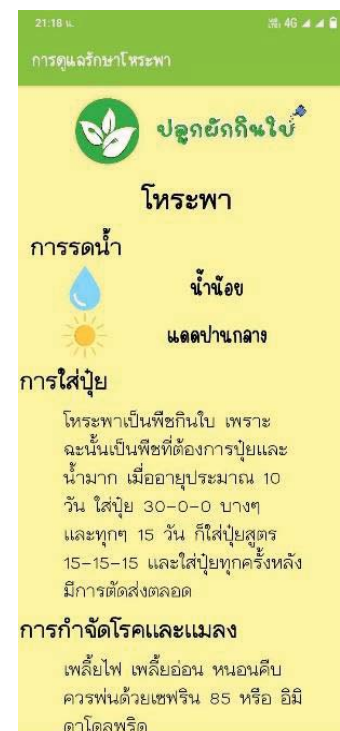 21:18 น.
4G
การดูแลรักษาโหระพา
ปลูกผักกินใบ
โหระพา
การรดน้ำ
น้ำน้อย
แดดปานกลาง
การใส่ปุ๋ย
โหระพาเป็นพืชกินใบ เพราะ
ฉะนั้นเป็นพืชที่ต้องการปุ๋ยและ
น้ำมาก เมื่ออายุประมาณ 10
วัน ใส่ปุ๋ย 30-0-0 บางๆ
และทุกๆ 15 วัน ก็ใส่ปุ๋ยสูตร
15-15-15 และใส่ปุ๋ยทุกครั้งหลัง
มีการตัดส่งตลอด
การกำจัดโรคและแมลง
เพลี้ยไฟ เพลี้ยอ่อน หนอนคืบ
ควรพ่นด้วยเซฟริน 85 หรือ อิมิ
ดาโดลพริด